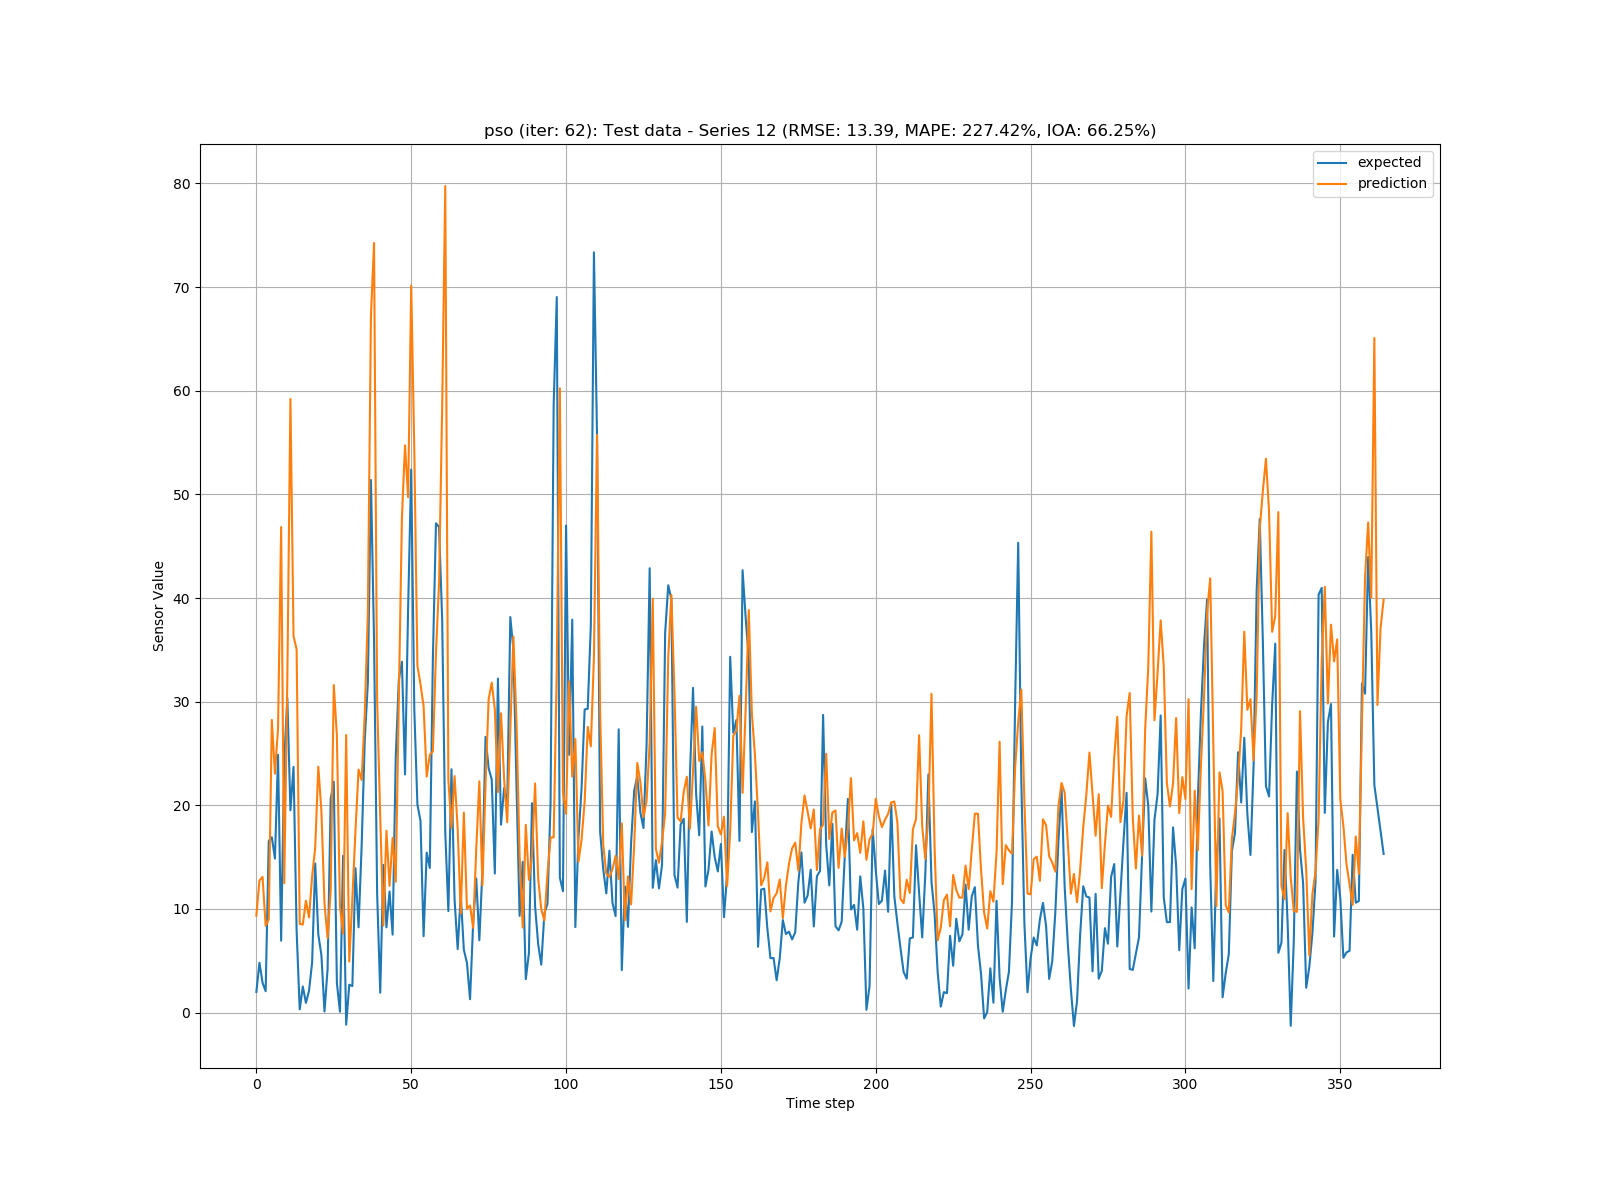 pso (iter: 62): Test data - Series 12 (RMSE: 13.39, MAPE: 227.42%, IOA: 66.25%)
expected
prediction
80
70
60
50
40
30
20
10
0
Sensor Value
0 50 100 150 200 250 300 350
Time step